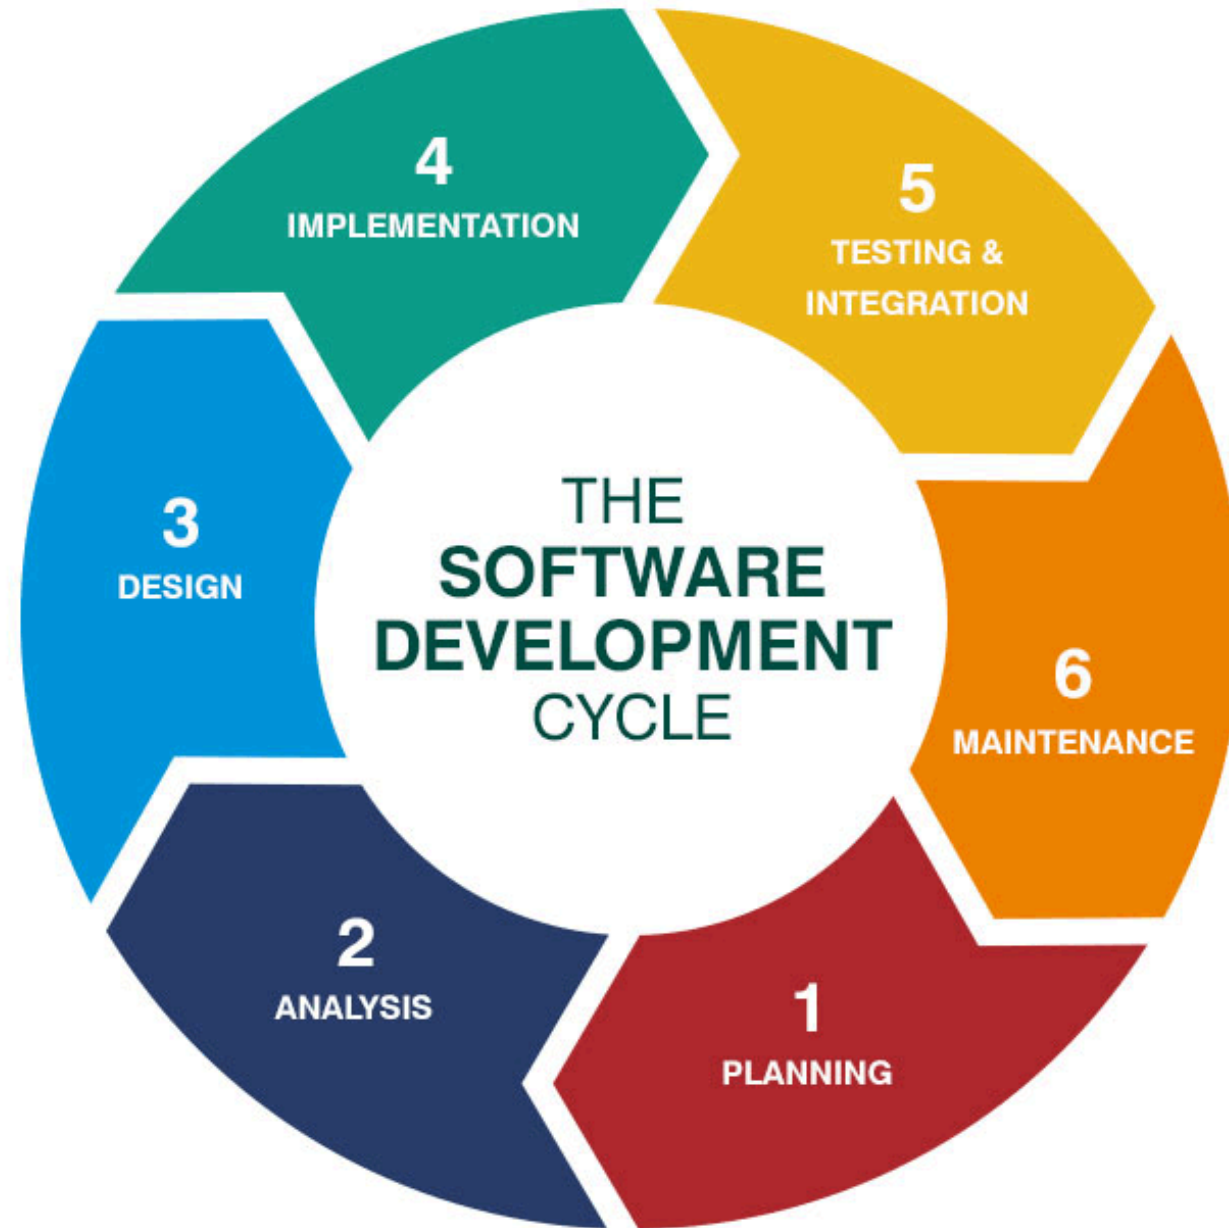 THE
SOFTWARE
DEVELOPMENT
CYCLE
1
PLANNING
2
ANALYSIS
3
DESIGN
4
IMPLEMENTATION
5
TESTING &
INTEGRATION
6
MAINTENANCE